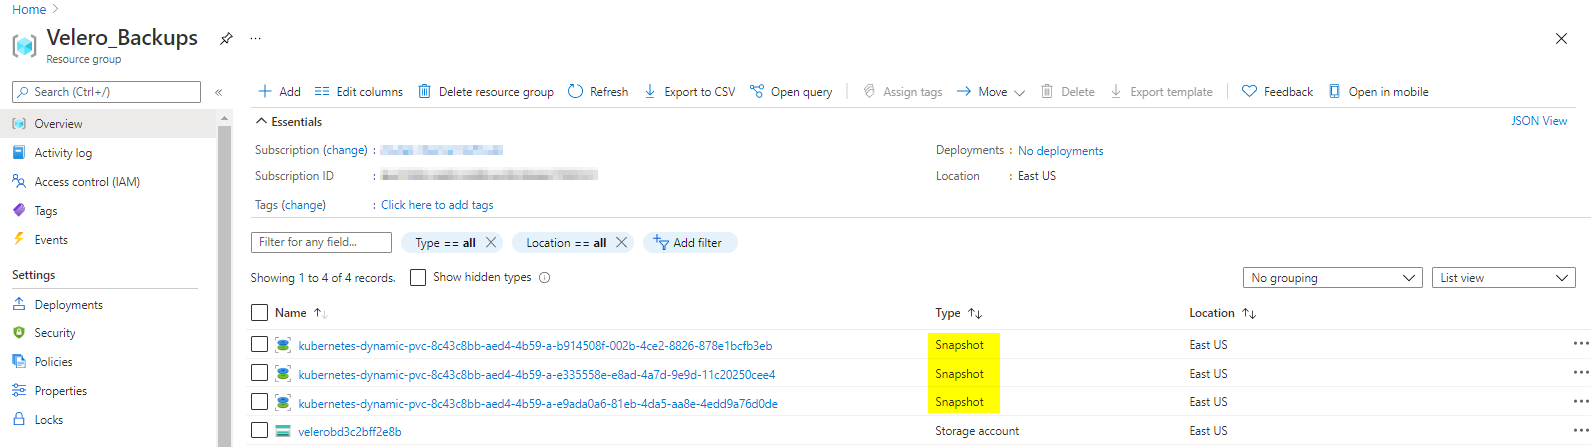 Home >
Velero_Backups
Resource group
Search (Ctrl+/)
Overview
Activity log
Access control (IAM)
Tags
Events
Settings
Deployments
Security
Policies
Properties
Locks
Add Edit columns Delete resource group Refresh Export to CSV Open query Assign tags Move Delete Export template Feedback Open in mobile
Essentials JSON View
Subscription (change) : Deployments : No deployments
Subscription ID : Location : East US
Tags (change) : Click here to add tags
Filter for any field... Type == all Location == all Add filter
Showing 1 to 4 of 4 records. Show hidden types No grouping List view
Name Type Location
kubernetes-dynamic-pvc-8c43c8bb-aed4-4b59-a-b914508f-002b-4ce2-8826-878e1bcfb3eb Snapshot East US
kubernetes-dynamic-pvc-8c43c8bb-aed4-4b59-a-e335558e-e8ad-4a7d-9e9d-11c20250cee4 Snapshot East US
kubernetes-dynamic-pvc-8c43c8bb-aed4-4b59-a-e9ada0a6-81eb-4da5-aa8e-4edd9a76d0de Snapshot East US
velerobd3c2bff2e8b Storage account East US